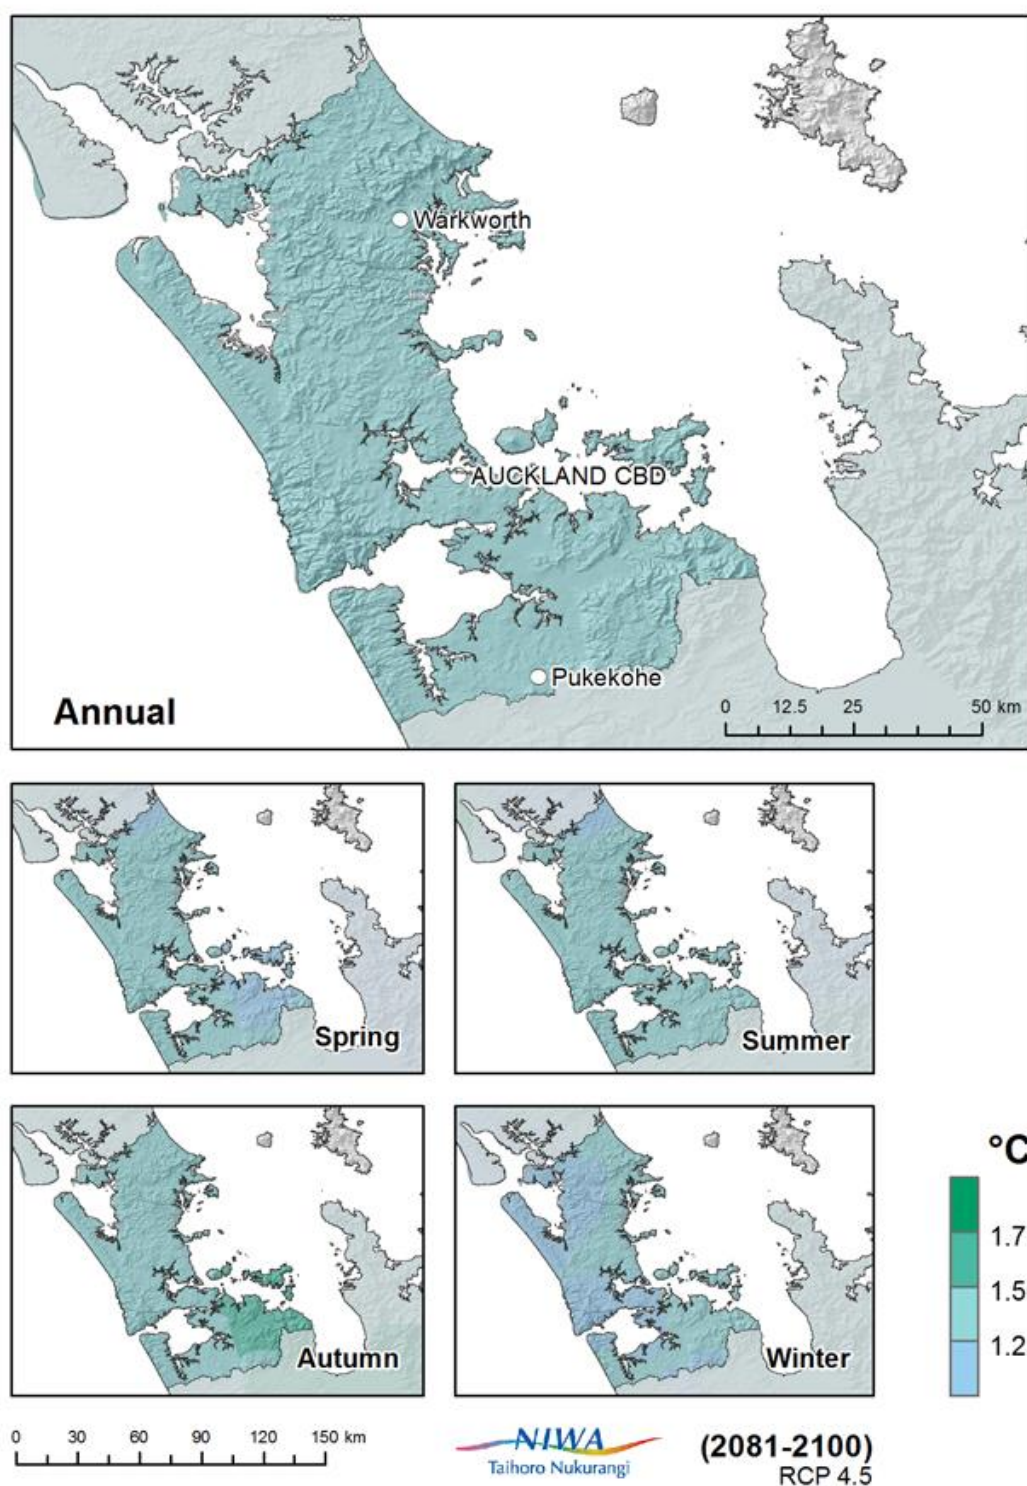 Warkworth
AUCKLAND CBD
Pukekohe
Annual
0 12.5 25 50 km
Spring
Summer
Autumn
Winter
°C
1.7
1.5
1.2
0 30 60 90 120 150 km
NIWA
Taihoro Nukurangi
(2081-2100)
RCP 4.5